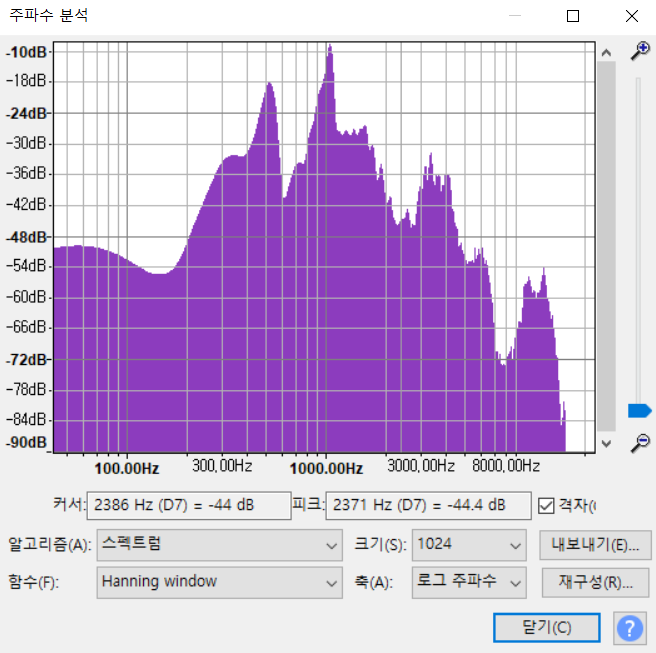 주파수 분석
-10dB
-18dB
-24dB
-30dB
-36dB
-42dB
-48dB
-54dB
-60dB
-66dB
-72dB
-78dB
-84dB
-90dB
100.00Hz 300.00Hz 1000.00Hz 3000.00Hz 8000.00Hz
커서: 2386 Hz (D7) = -44 dB 피크: 2371 Hz (D7) = -44.4 dB 격자(
알고리즘(A): 스펙트럼 크기(S): 1024 내보내기(E)...
함수(F): Hanning window 축(A): 로그 주파수 재구성(R)...
닫기(C) ?